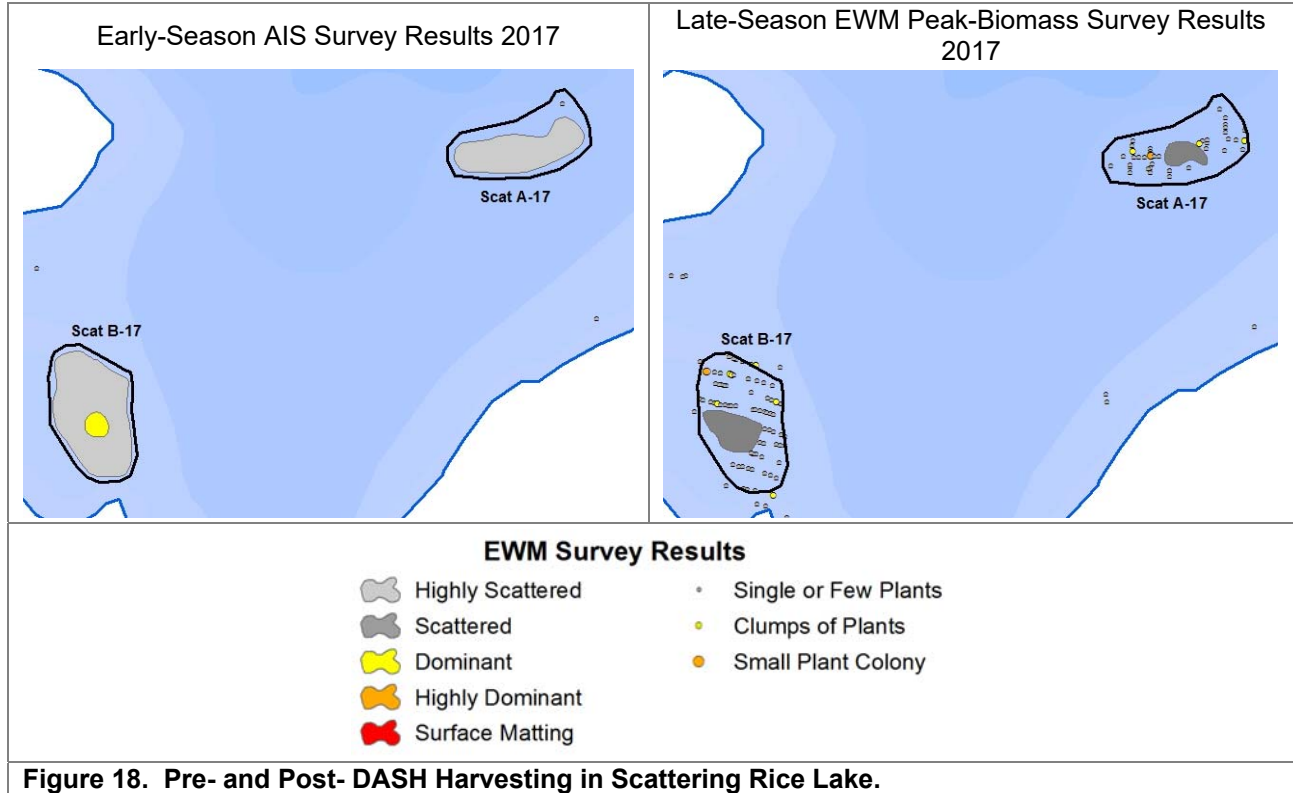 Early-Season AIS Survey Results 2017
Late-Season EWM Peak-Biomass Survey Results
2017
Scat A-17
Scat B-17
Scat A-17
Scat B-17
EWM Survey Results
Highly Scattered
Scattered
Dominant
Highly Dominant
Surface Matting
Single or Few Plants
Clumps of Plants
Small Plant Colony
Figure 18. Pre- and Post- DASH Harvesting in Scattering Rice Lake.